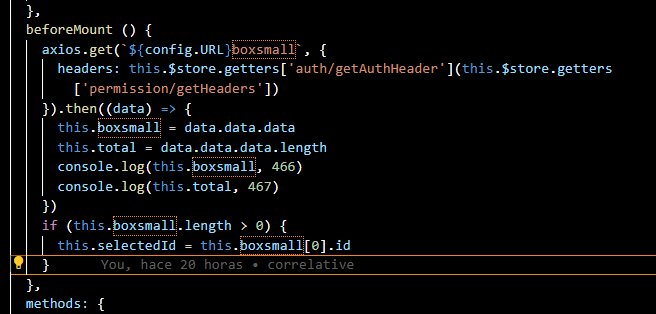 },
beforeMount () {
axios.get(`${config.URL}boxsmall`, {
headers: this.$store.getters['auth/getAuthHeader'](this.$store.getters
['permission/getHeaders'])
}).then((data) => {
this.boxsmall = data.data.data
this.total = data.data.data.length
console.log(this.boxsmall, 466)
console.log(this.total, 467)
})
if (this.boxsmall.length > 0) {
this.selectedId = this.boxsmall[0].id
} You, hace 20 horas • correlative
},
methods: {